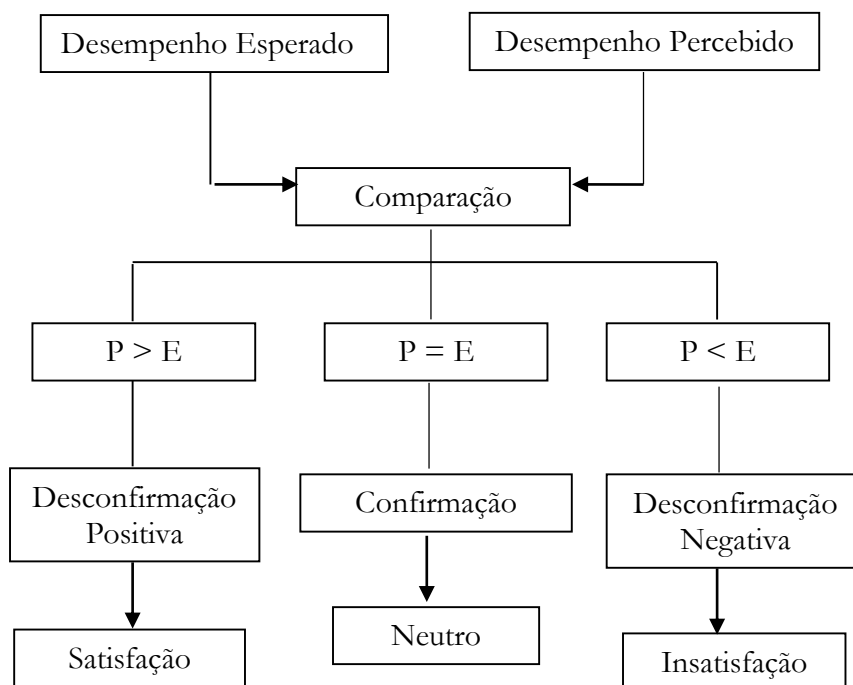 Desempenho Esperado
Desempenho Percebido
Comparação
P > E
P = E
P < E
Desconfirmação
Positiva
Confirmação
Desconfirmação
Negativa
Satisfação
Neutro
Insatisfação